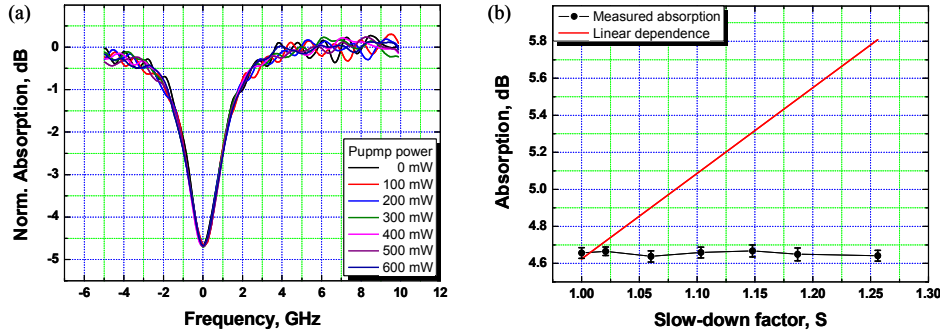 (a)
Norm. Absorption, dB
0
-1
-2
-3
-4
-5
Pupmp power
0 mW
100 mW
200 mW
300 mW
400 mW
500 mW
600 mW
-6 -4 -2 0 2 4 6 8 10 12
Frequency, GHz
(b)
Absorption, dB
Measured absorption
Linear dependence
5.8
5.6
5.4
5.2
5.0
4.8
4.6
1.00 1.05 1.10 1.15 1.20 1.25 1.30
Slow-down factor, S